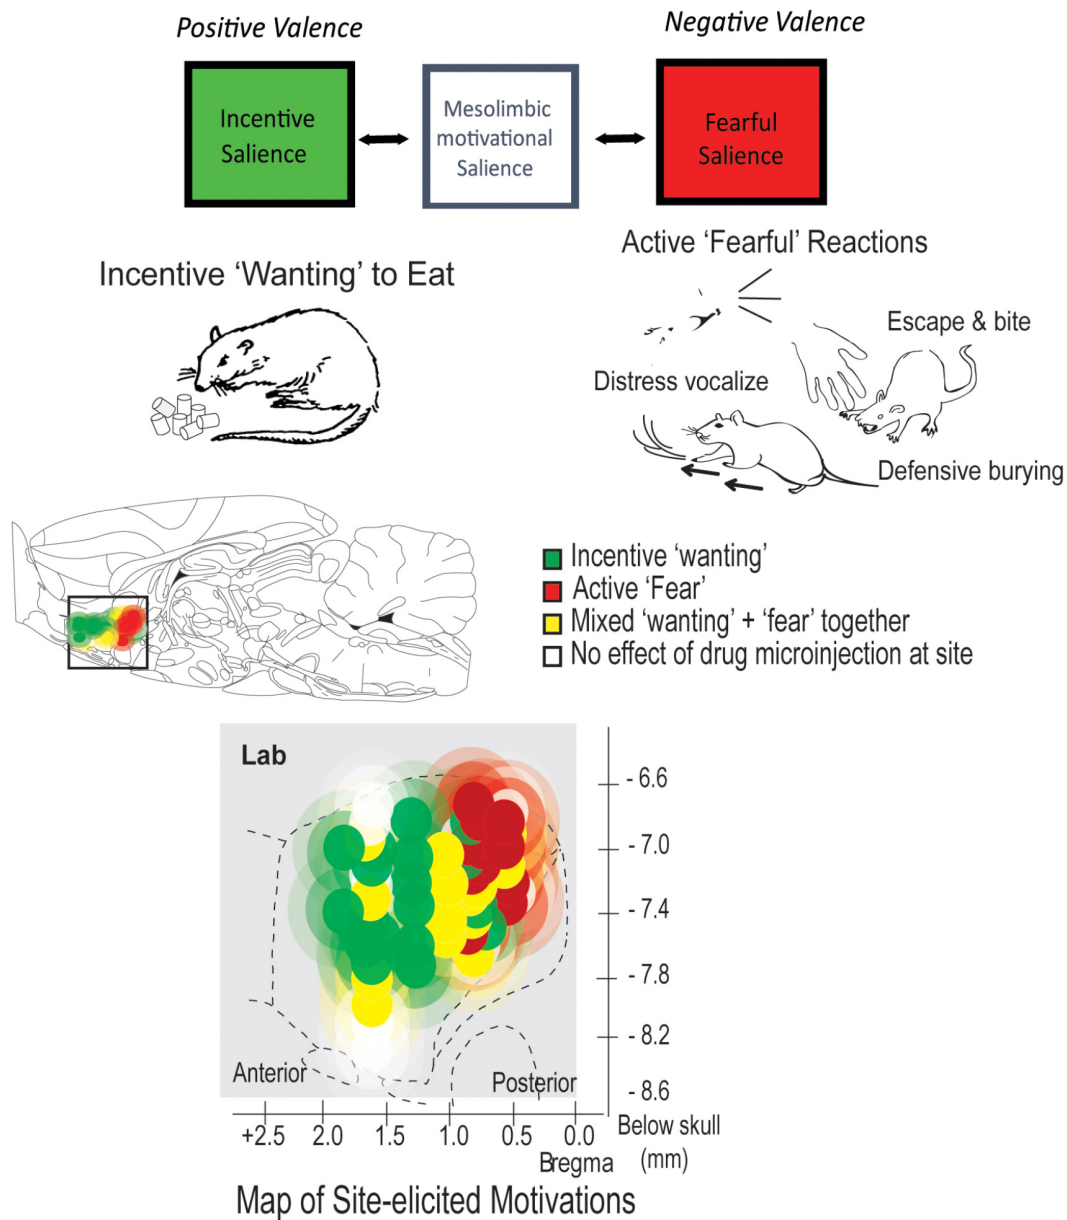 Positive Valence
Negative Valence
Incentive
Salience
Mesolimbic
motivational
Salience
Fearful
Salience
Incentive ‘Wanting’ to Eat
Active ‘Fearful’ Reactions
Escape & bite
Distress vocalize
Defensive burying
Incentive ‘wanting’
Active ‘Fear’
Mixed ‘wanting’ + ‘fear’ together
No effect of drug microinjection at site
Lab
- 6.6
- 7.0
- 7.4
- 7.8
- 8.2
- 8.6
Anterior
Posterior
+2.5 2.0 1.5 1.0 0.5 0.0
Bregma
Below skull
(mm)
Map of Site-elicited Motivations